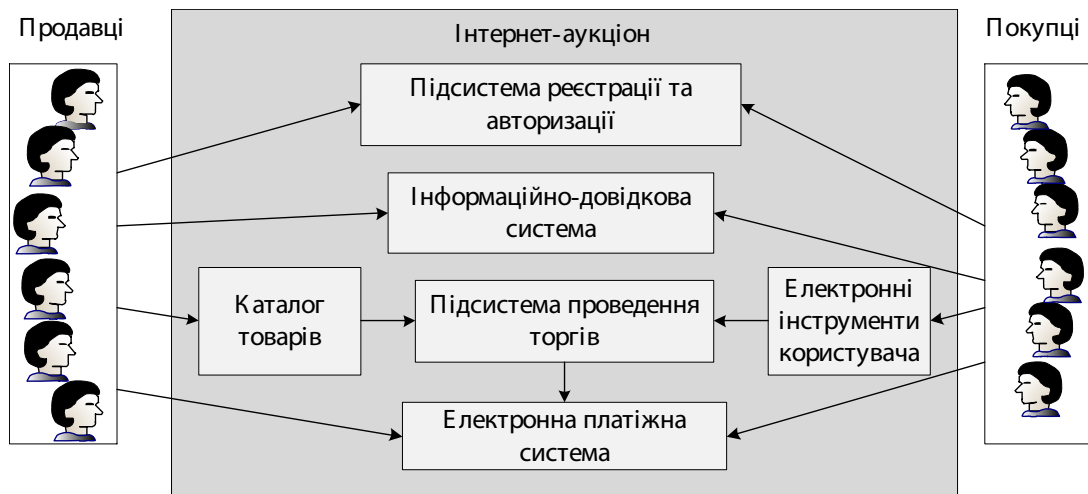 Продавці
Інтернет-аукціон
Покупці
Підсистема реєстрації та
авторизації
Інформаційно-довідкова
система
Каталог
товарів
Підсистема проведення
торгів
Електронні
інструменти
користувача
Електронна платіжна
система